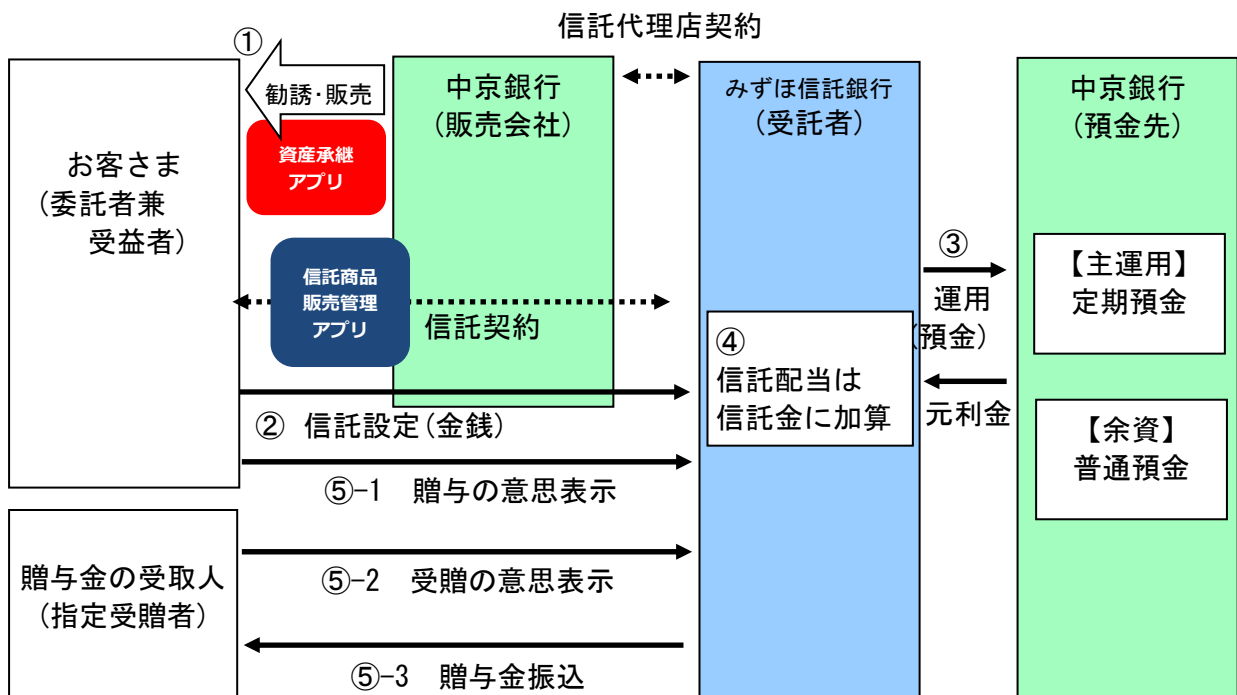 信託代理店契約
①
勧誘・販売
中京銀行
(販売会社)
みずほ信託銀行
(受託者)
中京銀行
(預金先)
資産承継
アプリ
お客さま
(委託者兼
受益者)
信託商品
販売管理
アプリ
信託契約
③
運用
(預金)
【主運用】
定期預金
④
信託配当は
信託金に加算
元利金
【余資】
普通預金
② 信託設定(金銭)
⑤-1 贈与の意思表示
贈与金の受取人
(指定受贈者)
⑤-2 受贈の意思表示
⑤-3 贈与金振込